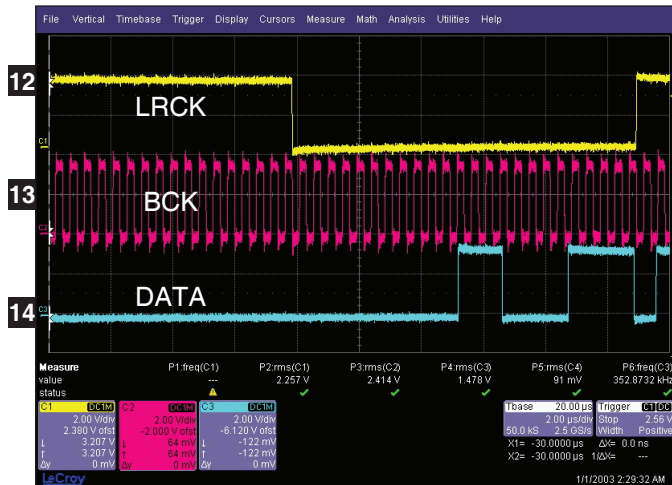 File Vertical Timebase Trigger Display Cursors Measure Math Analysis Utilities Help
12
LRCK
C1
13
BCK
C2
DATA
14
C3
Measure P1:freq(C1) P2:rms(C2) P3:rms(C2) P4:rms(C3) P5:rms(C4) P6:freq(C3)
value --- 2.257 V 2.414 V 1.478 V 91 mV 352.8732 kHz
status
C1 DC1M
2.00 V/div
2.380 V ofst
↓ 3.207 V
↑ 3.207 V
Δy 0 mV
C2 DC1M
2.00 V/div
-2.000 V ofst
↓ 64 mV
↑ 64 mV
Δy 0 mV
C3 DC1M
2.00 V/div
-6.120 V ofst
↓ -122 mV
↑ -122 mV
Δy 0 mV
Tbase 20.00 µs
2.00 µs/div
50.0 kS 2.5 GS/s
Trigger C1 DC
Stop 2.56 V
Width Positive
X1= -30.0000 µs ΔX= 0.0 ns
X2= -30.0000 µs 1/ΔX= ---
LeCroy
1/1/2003 2:29:32 AM